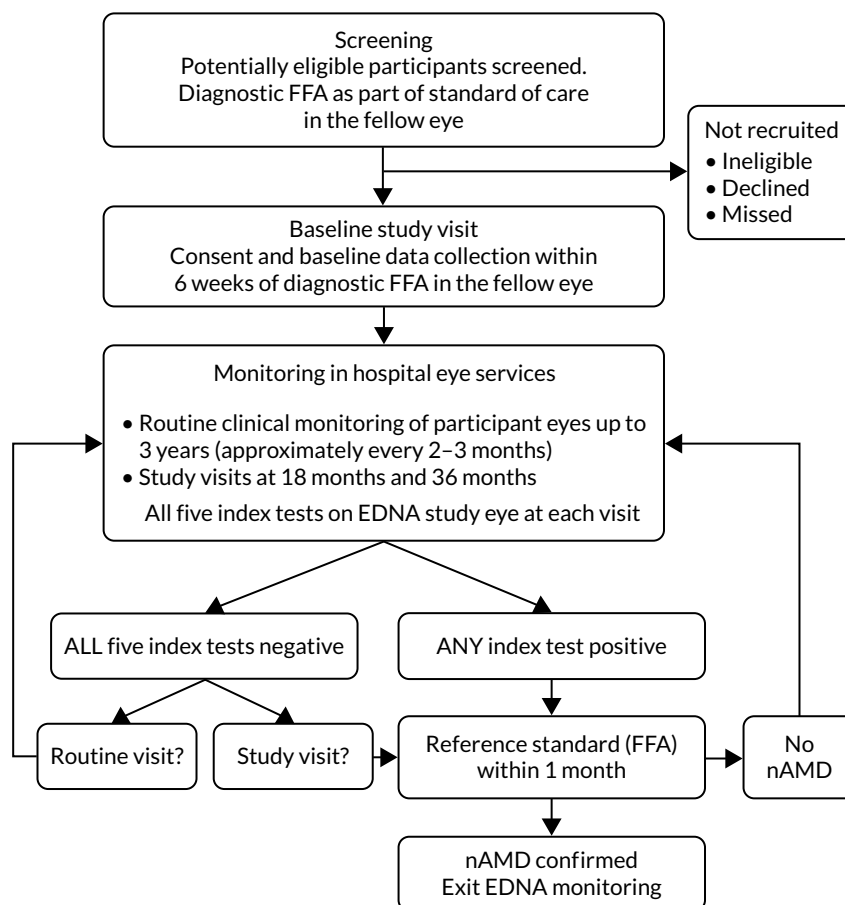 Screening
Potentially eligible participants screened.
Diagnostic FFA as part of standard of care
in the fellow eye
Not recruited
• Ineligible
• Declined
• Missed
Baseline study visit
Consent and baseline data collection within
6 weeks of diagnostic FFA in the fellow eye
Monitoring in hospital eye services
• Routine clinical monitoring of participant eyes up to
3 years (approximately every 2–3 months)
• Study visits at 18 months and 36 months
All five index tests on EDNA study eye at each visit
ALL five index tests negative
ANY index test positive
Routine visit?
Study visit?
Reference standard (FFA)
within 1 month
No
nAMD
nAMD confirmed
Exit EDNA monitoring